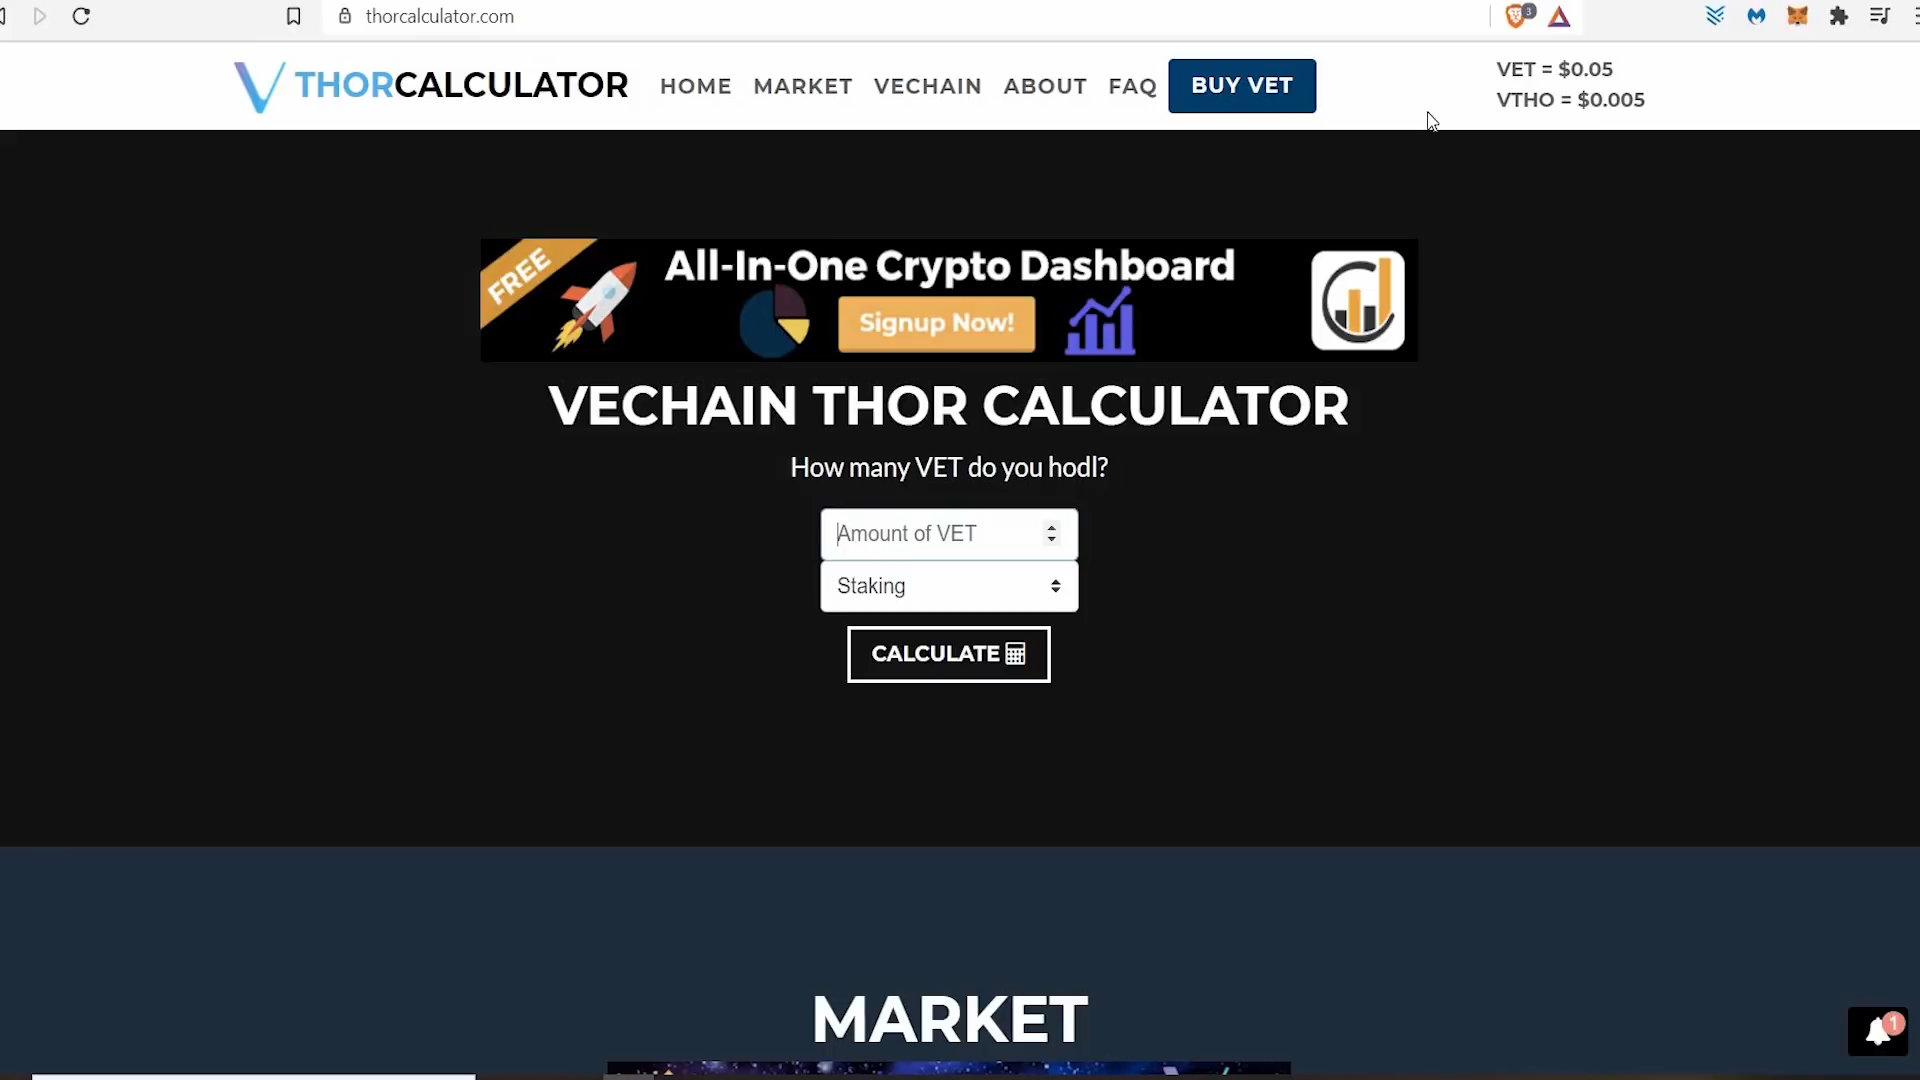 thorcalculator.com
3
THORCALCULATOR
HOME
MARKET
VECHAIN
ABOUT
FAQ
BUY VET
VET = $0.05
VTHO = $0.005
FREE
All-In-One Crypto Dashboard
Signup Now!
VECHAIN THOR CALCULATOR
How many VET do you hodl?
Amount of VET
Staking
CALCULATE
MARKET
1